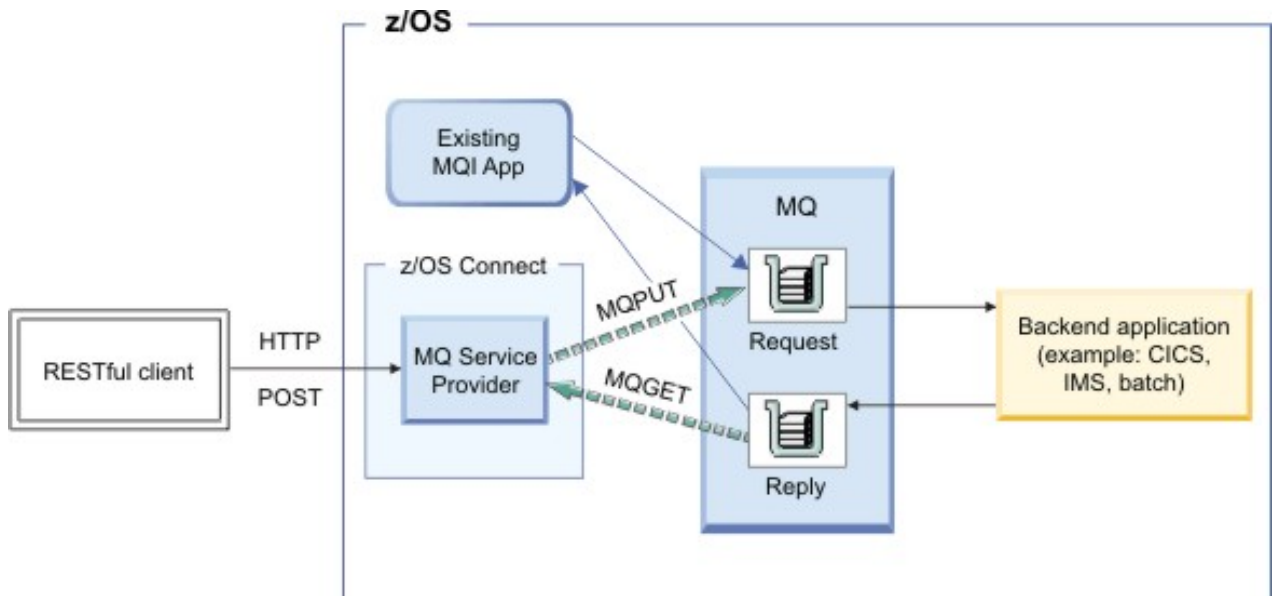 z/OS
Existing
MQI App
MQ
z/OS Connect
MQPUT
HTTP
RESTful client
MQ Service
Provider
Request
Backend application
(example: CICS,
IMS, batch)
POST
MQGET
Reply